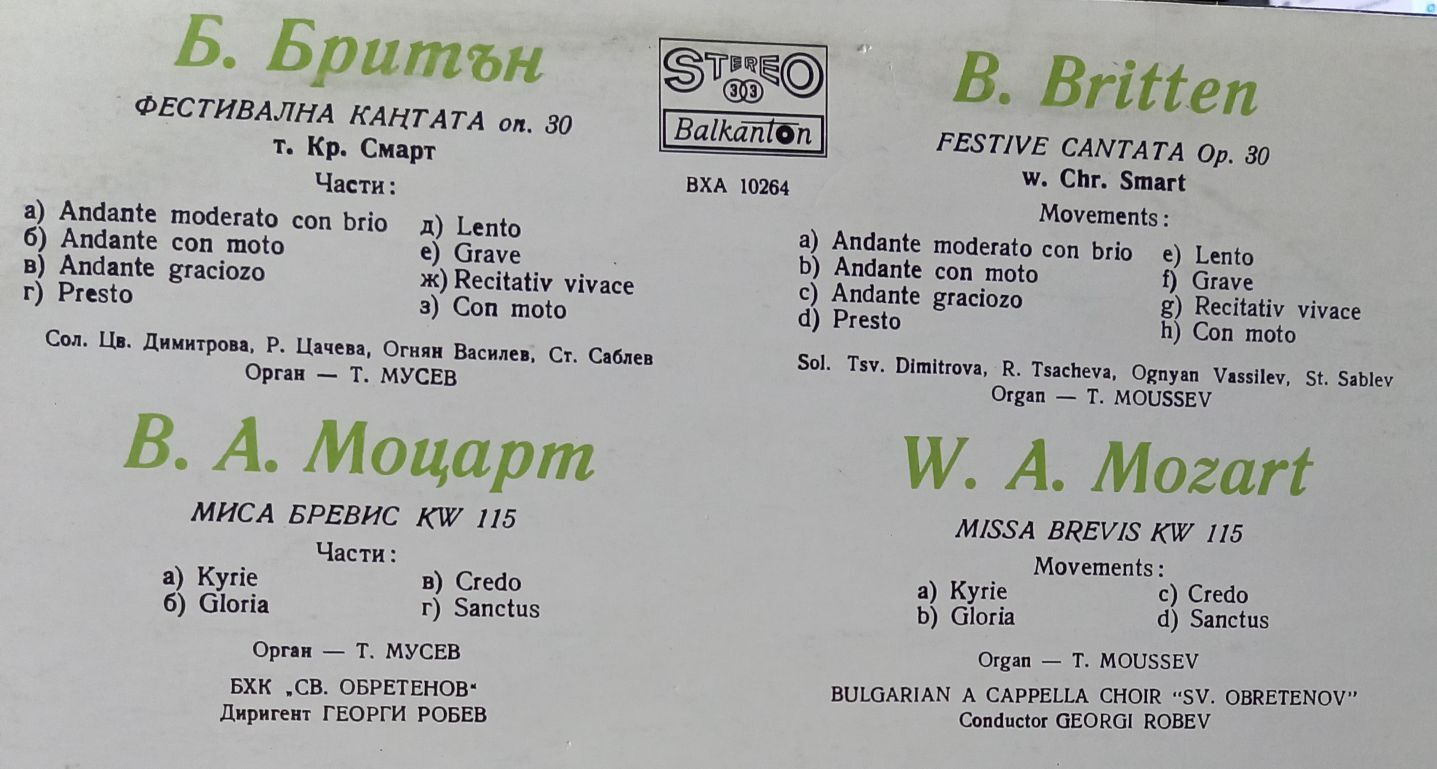 Б. Бритън
ФЕСТИВАЛНА КАНТАТА оп. 30
т. Кр. Смарт
Части:
а) Andante moderato con brio
б) Andante con moto
в) Andante graciozo
г) Presto
д) Lento
е) Grave
ж) Recitativ vivace
з) Con moto
Сол. Цв. Димитрова, Р. Цачева, Огнян Василев, Ст. Саблев
Орган — Т. МУСЕВ
В. А. Моцарт
МИСА БРЕВИС KW 115
Части:
а) Kyrie
б) Gloria
в) Credo
г) Sanctus
Орган — Т. МУСЕВ
БХК „СВ. ОБРЕТЕНОВ“
Диригент ГЕОРГИ РОБЕВ
STEREO
33
Balkanton
ВХА 10264
B. Britten
FESTIVE CANTATA Op. 30
w. Chr. Smart
Movements:
a) Andante moderato con brio
b) Andante con moto
c) Andante graciozo
d) Presto
e) Lento
f) Grave
g) Recitativ vivace
h) Con moto
Sol. Tsv. Dimitrova, R. Tsacheva, Ognyan Vassilev, St. Sablev
Organ — T. MOUSSEV
W. A. Mozart
MISSA BREVIS KW 115
Movements:
a) Kyrie
b) Gloria
c) Credo
d) Sanctus
Organ — T. MOUSSEV
BULGARIAN A CAPPELLA CHOIR “SV. OBRETENOV”
Conductor GEORGI ROBEV